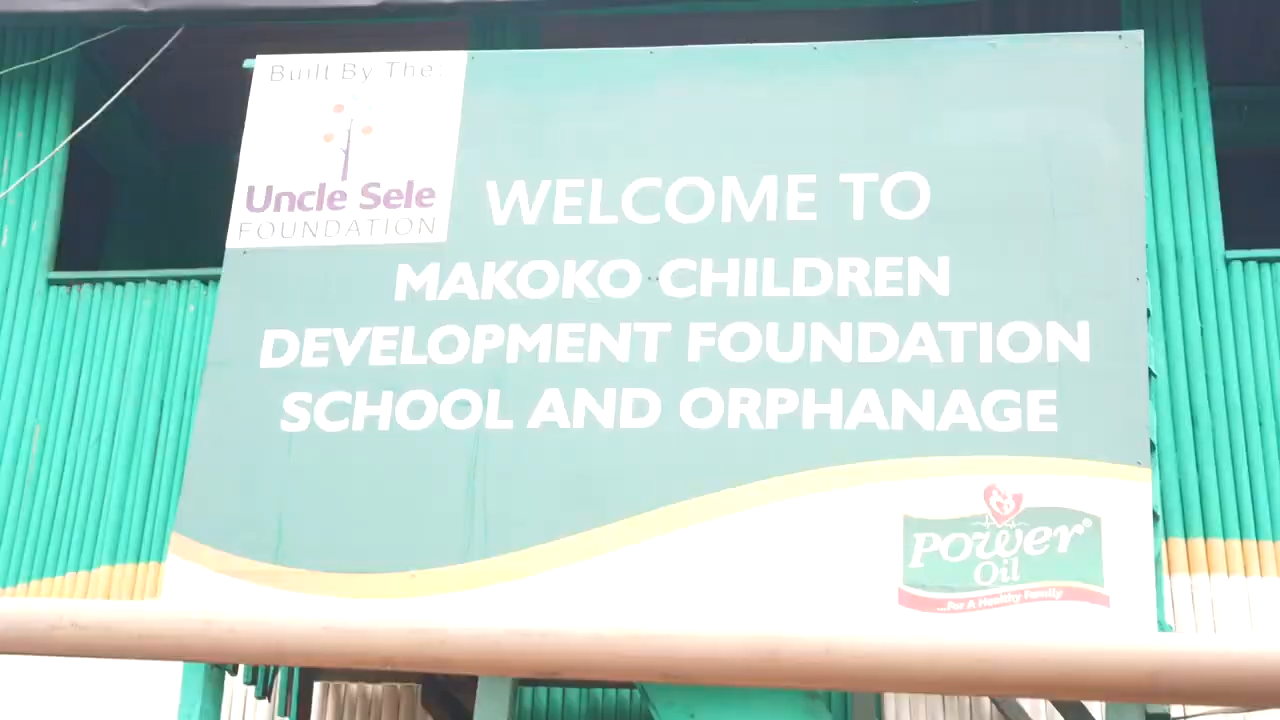 Built By The:
Uncle Sele
FOUNDATION
WELCOME TO
MAKOKO CHILDREN
DEVELOPMENT FOUNDATION
SCHOOL AND ORPHANAGE
Power®
Oil
...For A Healthy Family